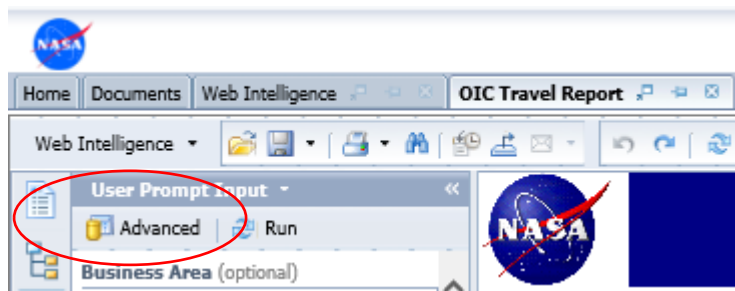 NASA
Home Documents Web Intelligence OIC Travel Report
Web Intelligence
User Prompt Input
Advanced Run
NASA
Business Area (optional)